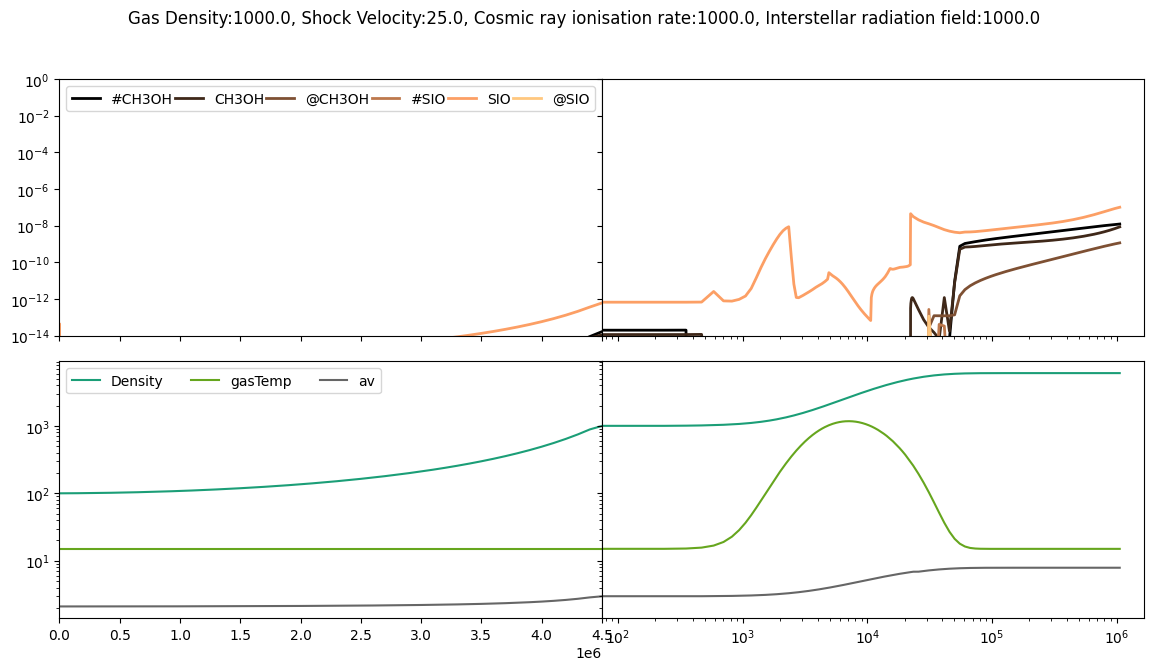 Gas Density:1000.0, Shock Velocity:25.0, Cosmic ray ionisation rate:1000.0, Interstellar radiation field:1000.0
10^0
10^-2
10^-4
10^-6
10^-8
10^-10
10^-12
10^-14
#CH3OH CH3OH @CH3OH #SIO SIO @SIO
10^3
10^2
10^1
Density gasTemp av
0.0 0.5 1.0 1.5 2.0 2.5 3.0 3.5 4.0 4.5
1e6
10^2 10^3 10^4 10^5 10^6